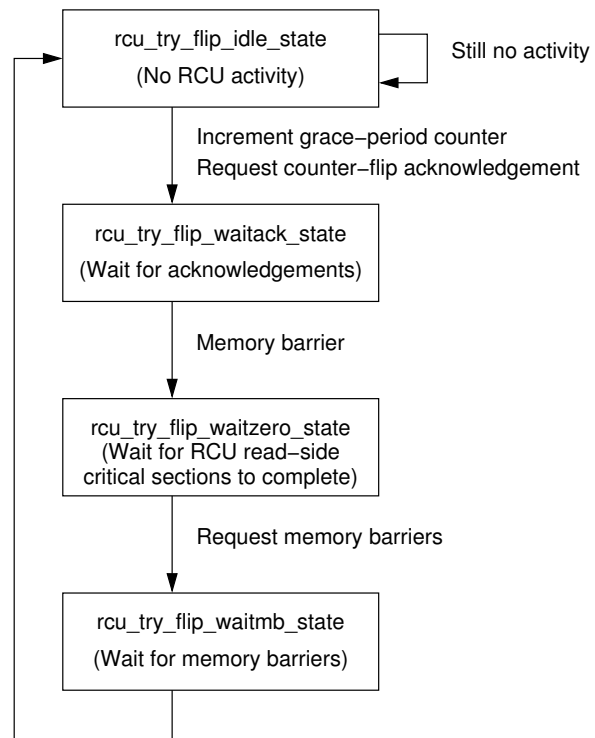 rcu_try_flip_idle_state
(No RCU activity)
Still no activity
Increment grace−period counter
Request counter−flip acknowledgement
rcu_try_flip_waitack_state
(Wait for acknowledgements)
Memory barrier
rcu_try_flip_waitzero_state
(Wait for RCU read−side
critical sections to complete)
Request memory barriers
rcu_try_flip_waitmb_state
(Wait for memory barriers)